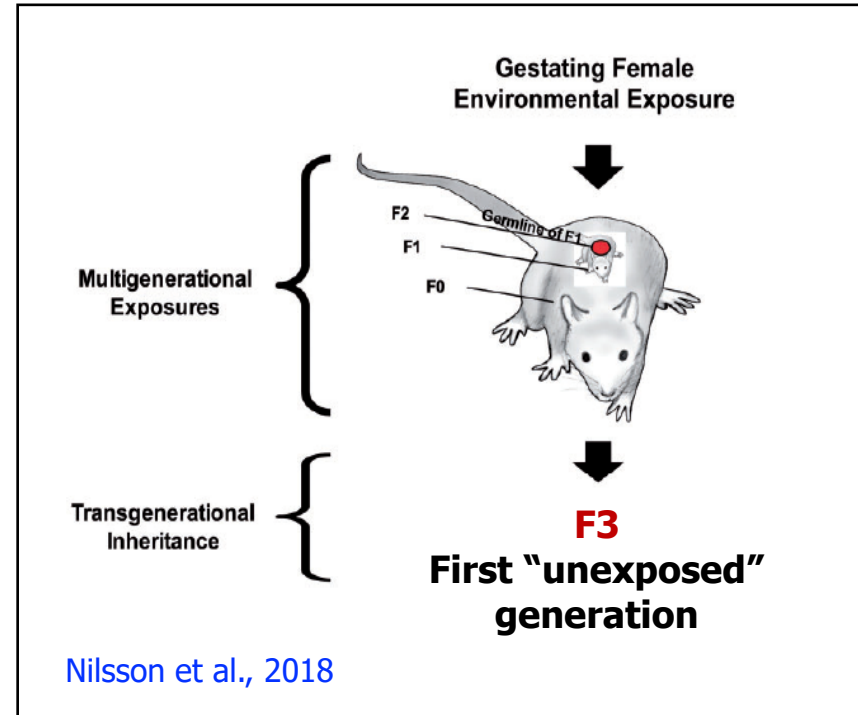 Gestating Female
Environmental Exposure
F2
Germline of F1
F1
F0
Multigenerational
Exposures
Transgenerational
Inheritance
F3
First “unexposed”
generation
Nilsson et al., 2018